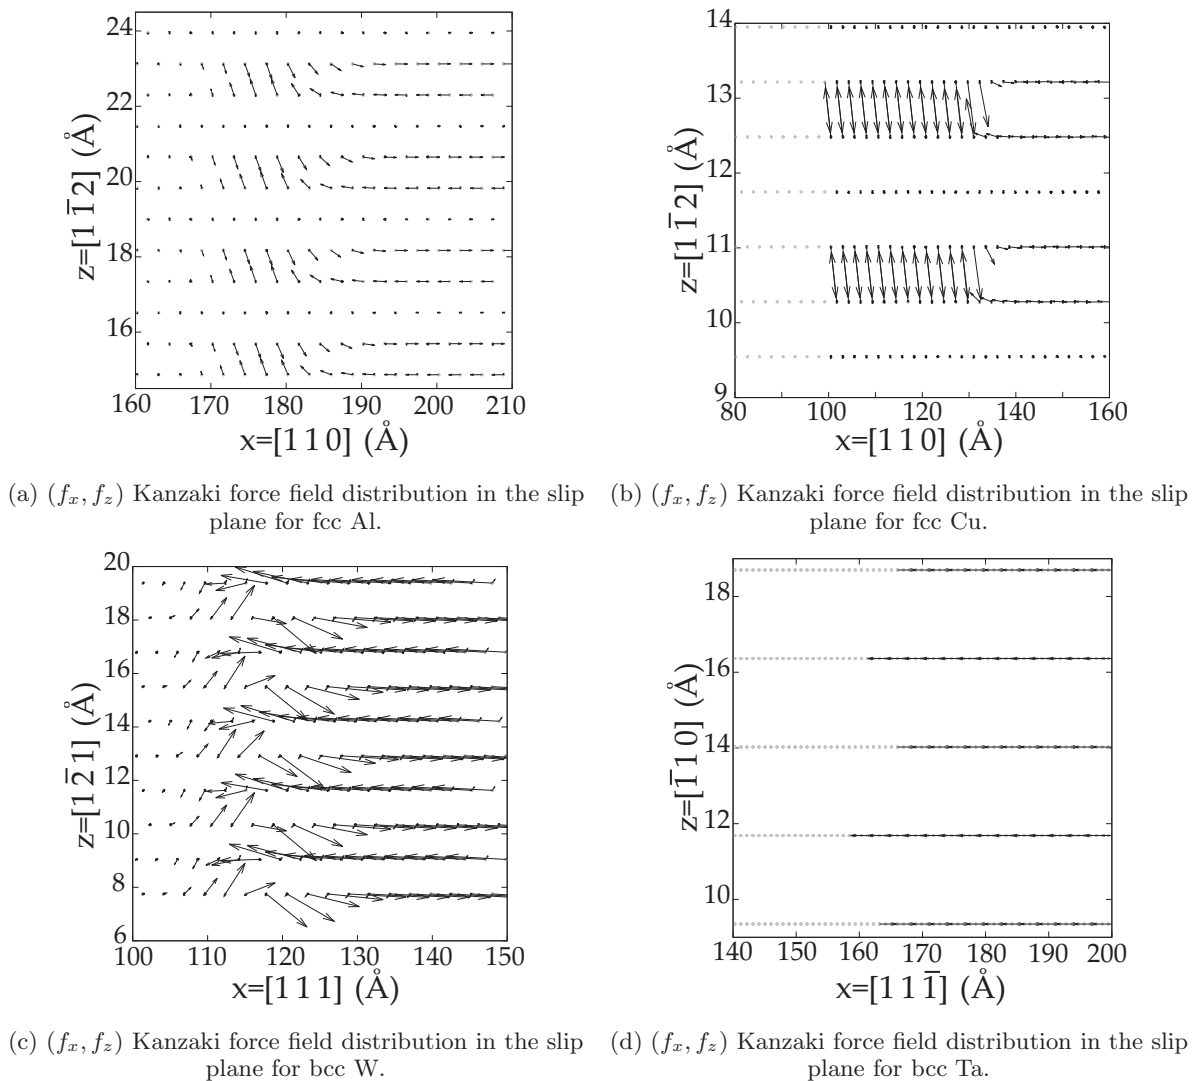 24
22
20
18
16
z=[1 1̅ 2] (Å)
160 170 180 190 200 210
x=[1 1 0] (Å)
14
13
12
11
10
9
z=[1 1̅ 2] (Å)
80 100 120 140 160
x=[1 1 0] (Å)
(a) (fₓ, f_z) Kanzaki force field distribution in the slip
plane for fcc Al.
(b) (fₓ, f_z) Kanzaki force field distribution in the slip
plane for fcc Cu.
20
18
16
14
12
10
8
6
z=[1 2̅ 1] (Å)
100 110 120 130 140 150
x=[1 1 1] (Å)
18
16
14
12
10
z=[1̅ 1 0] (Å)
140 150 160 170 180 190 200
x=[1 1 1̅] (Å)
(c) (fₓ, f_z) Kanzaki force field distribution in the slip
plane for bcc W.
(d) (fₓ, f_z) Kanzaki force field distribution in the slip
plane for bcc Ta.